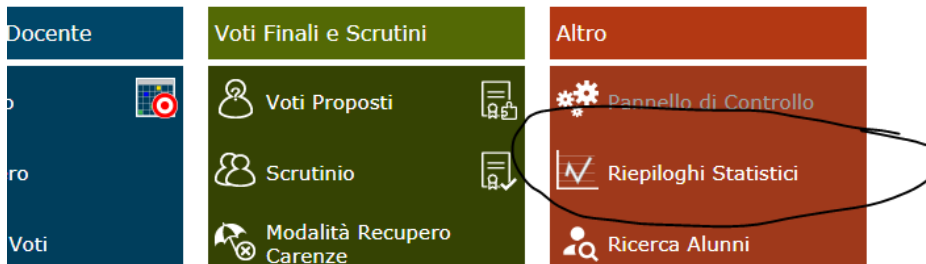 Docente
Voti Finali e Scrutini
Altro
Voti Proposti
Pannello di Controllo
Scrutinio
Riepiloghi Statistici
Voti
Modalità Recupero
Carenze
Ricerca Alunni